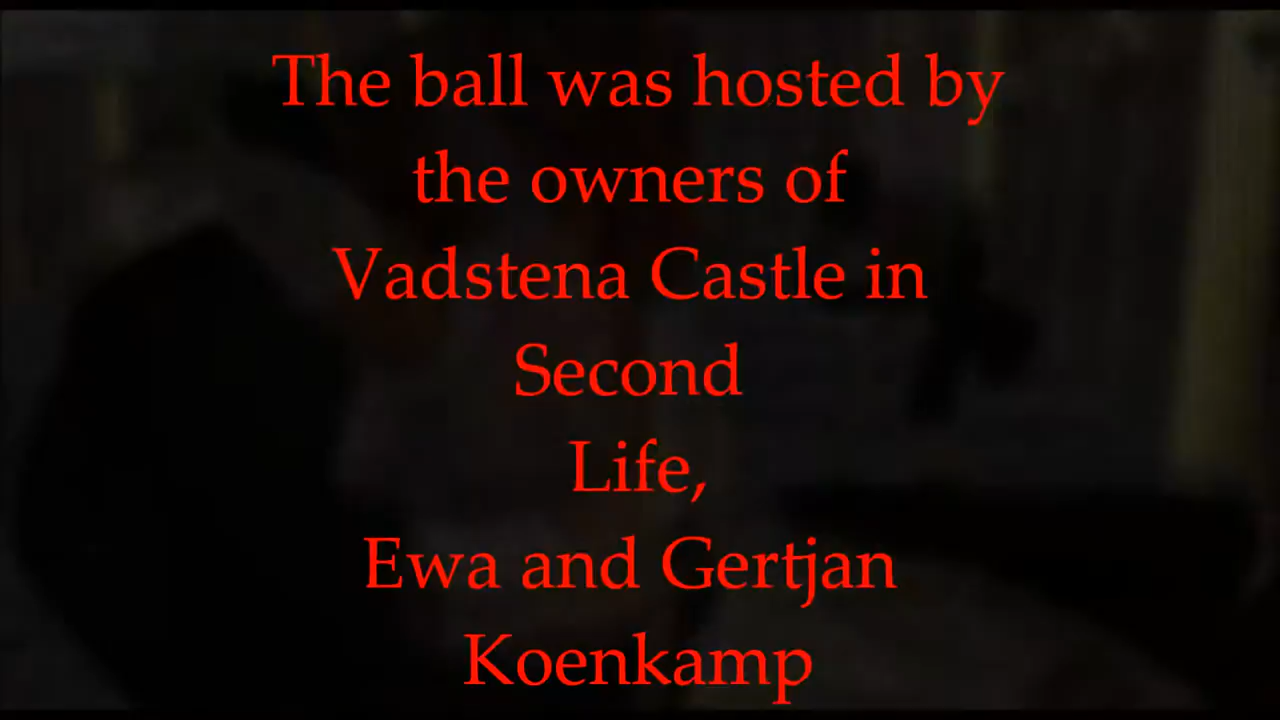 The ball was hosted by
the owners of
Vadstena Castle in
Second
Life,
Ewa and Gertjan
Koenkamp